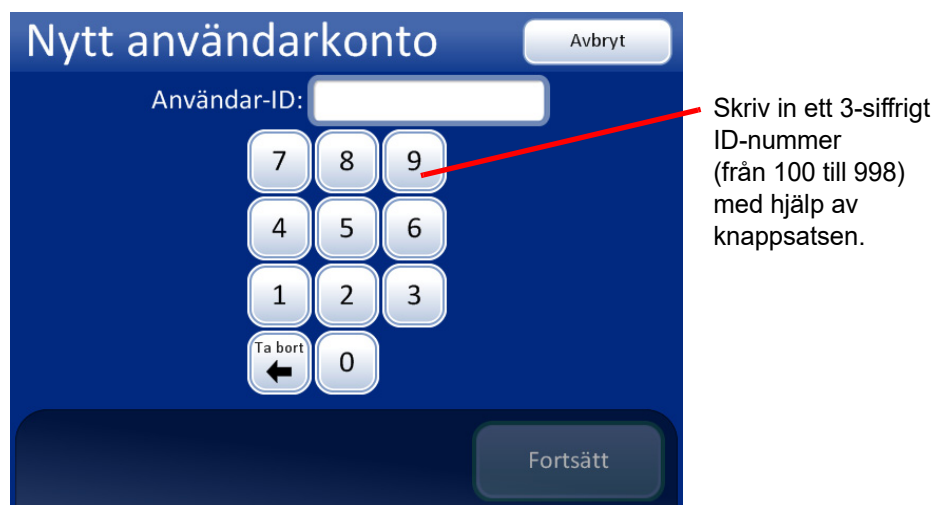 Nytt användarkonto
Avbryt
Användar-ID:
7 8 9
4 5 6
1 2 3
Ta bort
0
Fortsätt
Skriv in ett 3-siffrigt
ID-nummer
(från 100 till 998)
med hjälp av
knappsatsen.